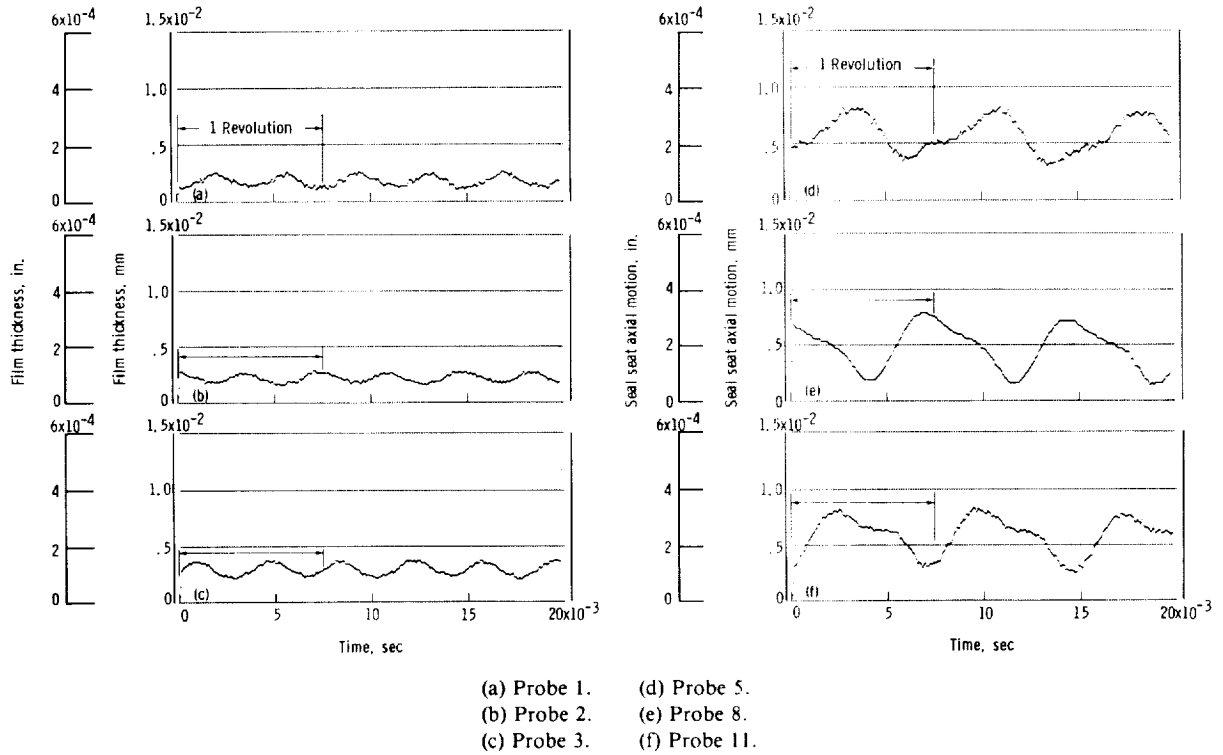 6x10⁻⁴
4
2
0
6x10⁻⁴
4
2
0
6x10⁻⁴
4
2
0
Film thickness, in.
Film thickness, mm
1.5x10⁻²
1.0
.5
0
1 Revolution
(a)
1.5x10⁻²
1.0
.5
0
(b)
1.5x10⁻²
1.0
.5
0
(c)
0 5 10 15 20x10⁻³
Time, sec
6x10⁻⁴
4
2
0
6x10⁻⁴
4
2
0
6x10⁻⁴
4
2
0
Seal seat axial motion, in.
Seal seat axial motion, mm
1.5x10⁻²
1.0
.5
0
1 Revolution
(d)
1.5x10⁻²
1.0
.5
0
(e)
1.5x10⁻²
1.0
.5
0
(f)
0 5 10 15 20x10⁻³
Time, sec
(a) Probe 1. (d) Probe 5.
(b) Probe 2. (e) Probe 8.
(c) Probe 3. (f) Probe 11.